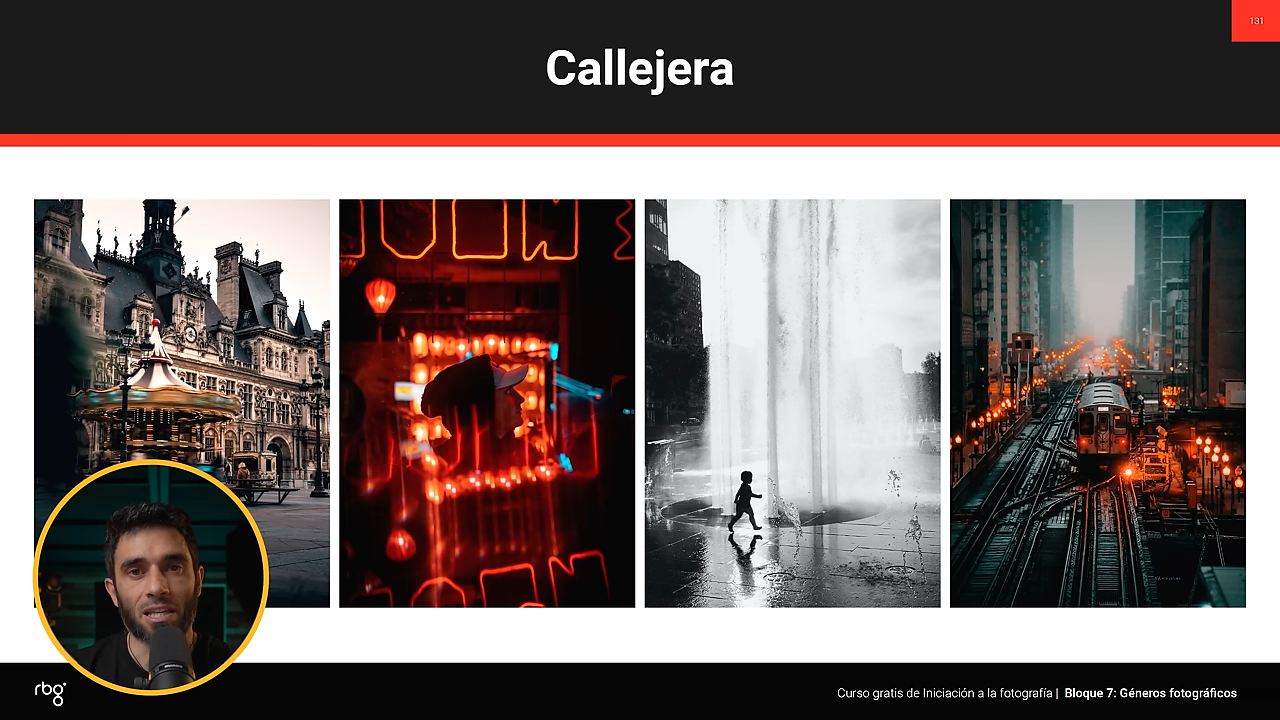 131
Callejera
rbg
Curso gratis de Iniciación a la fotografía | Bloque 7: Géneros fotográficos